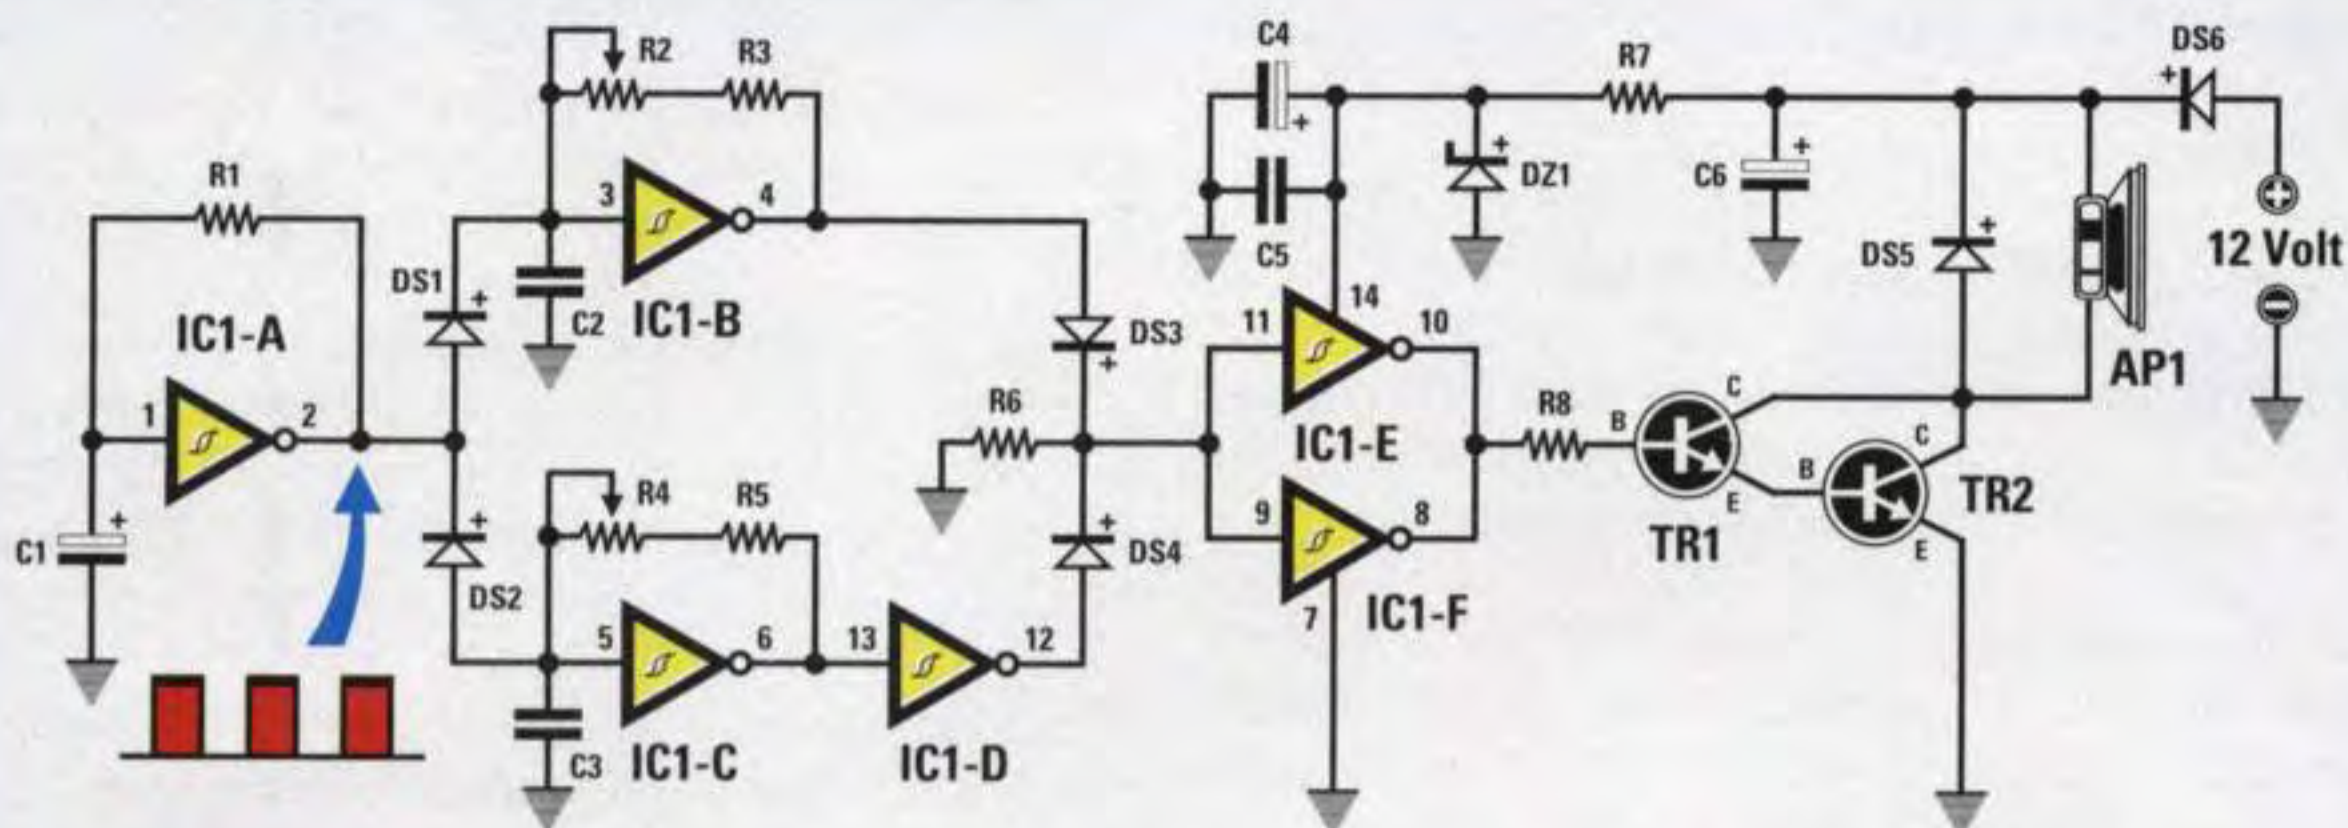 R1
IC1-A
1
2
C1
+
DS1
+
DS2
+
R2
R3
3
4
C2
IC1-B
R4
R5
5
6
C3
IC1-C
13
12
IC1-D
DS3
+
R6
DS4
+
C4
+
C5
11
14
10
IC1-E
9
8
7
IC1-F
DZ1
+
R7
C6
+
R8
B
C
E
TR1
B
C
E
TR2
DS5
+
AP1
DS6
+
+
12 Volt
-